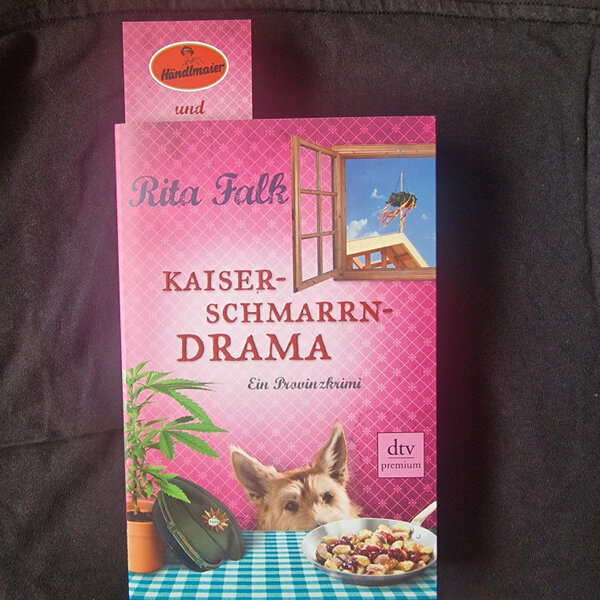 Händlmaier
und
Rita Falk
KAISER-
SCHMARRN-
DRAMA
Ein Provinzkrimi
dtv
premium